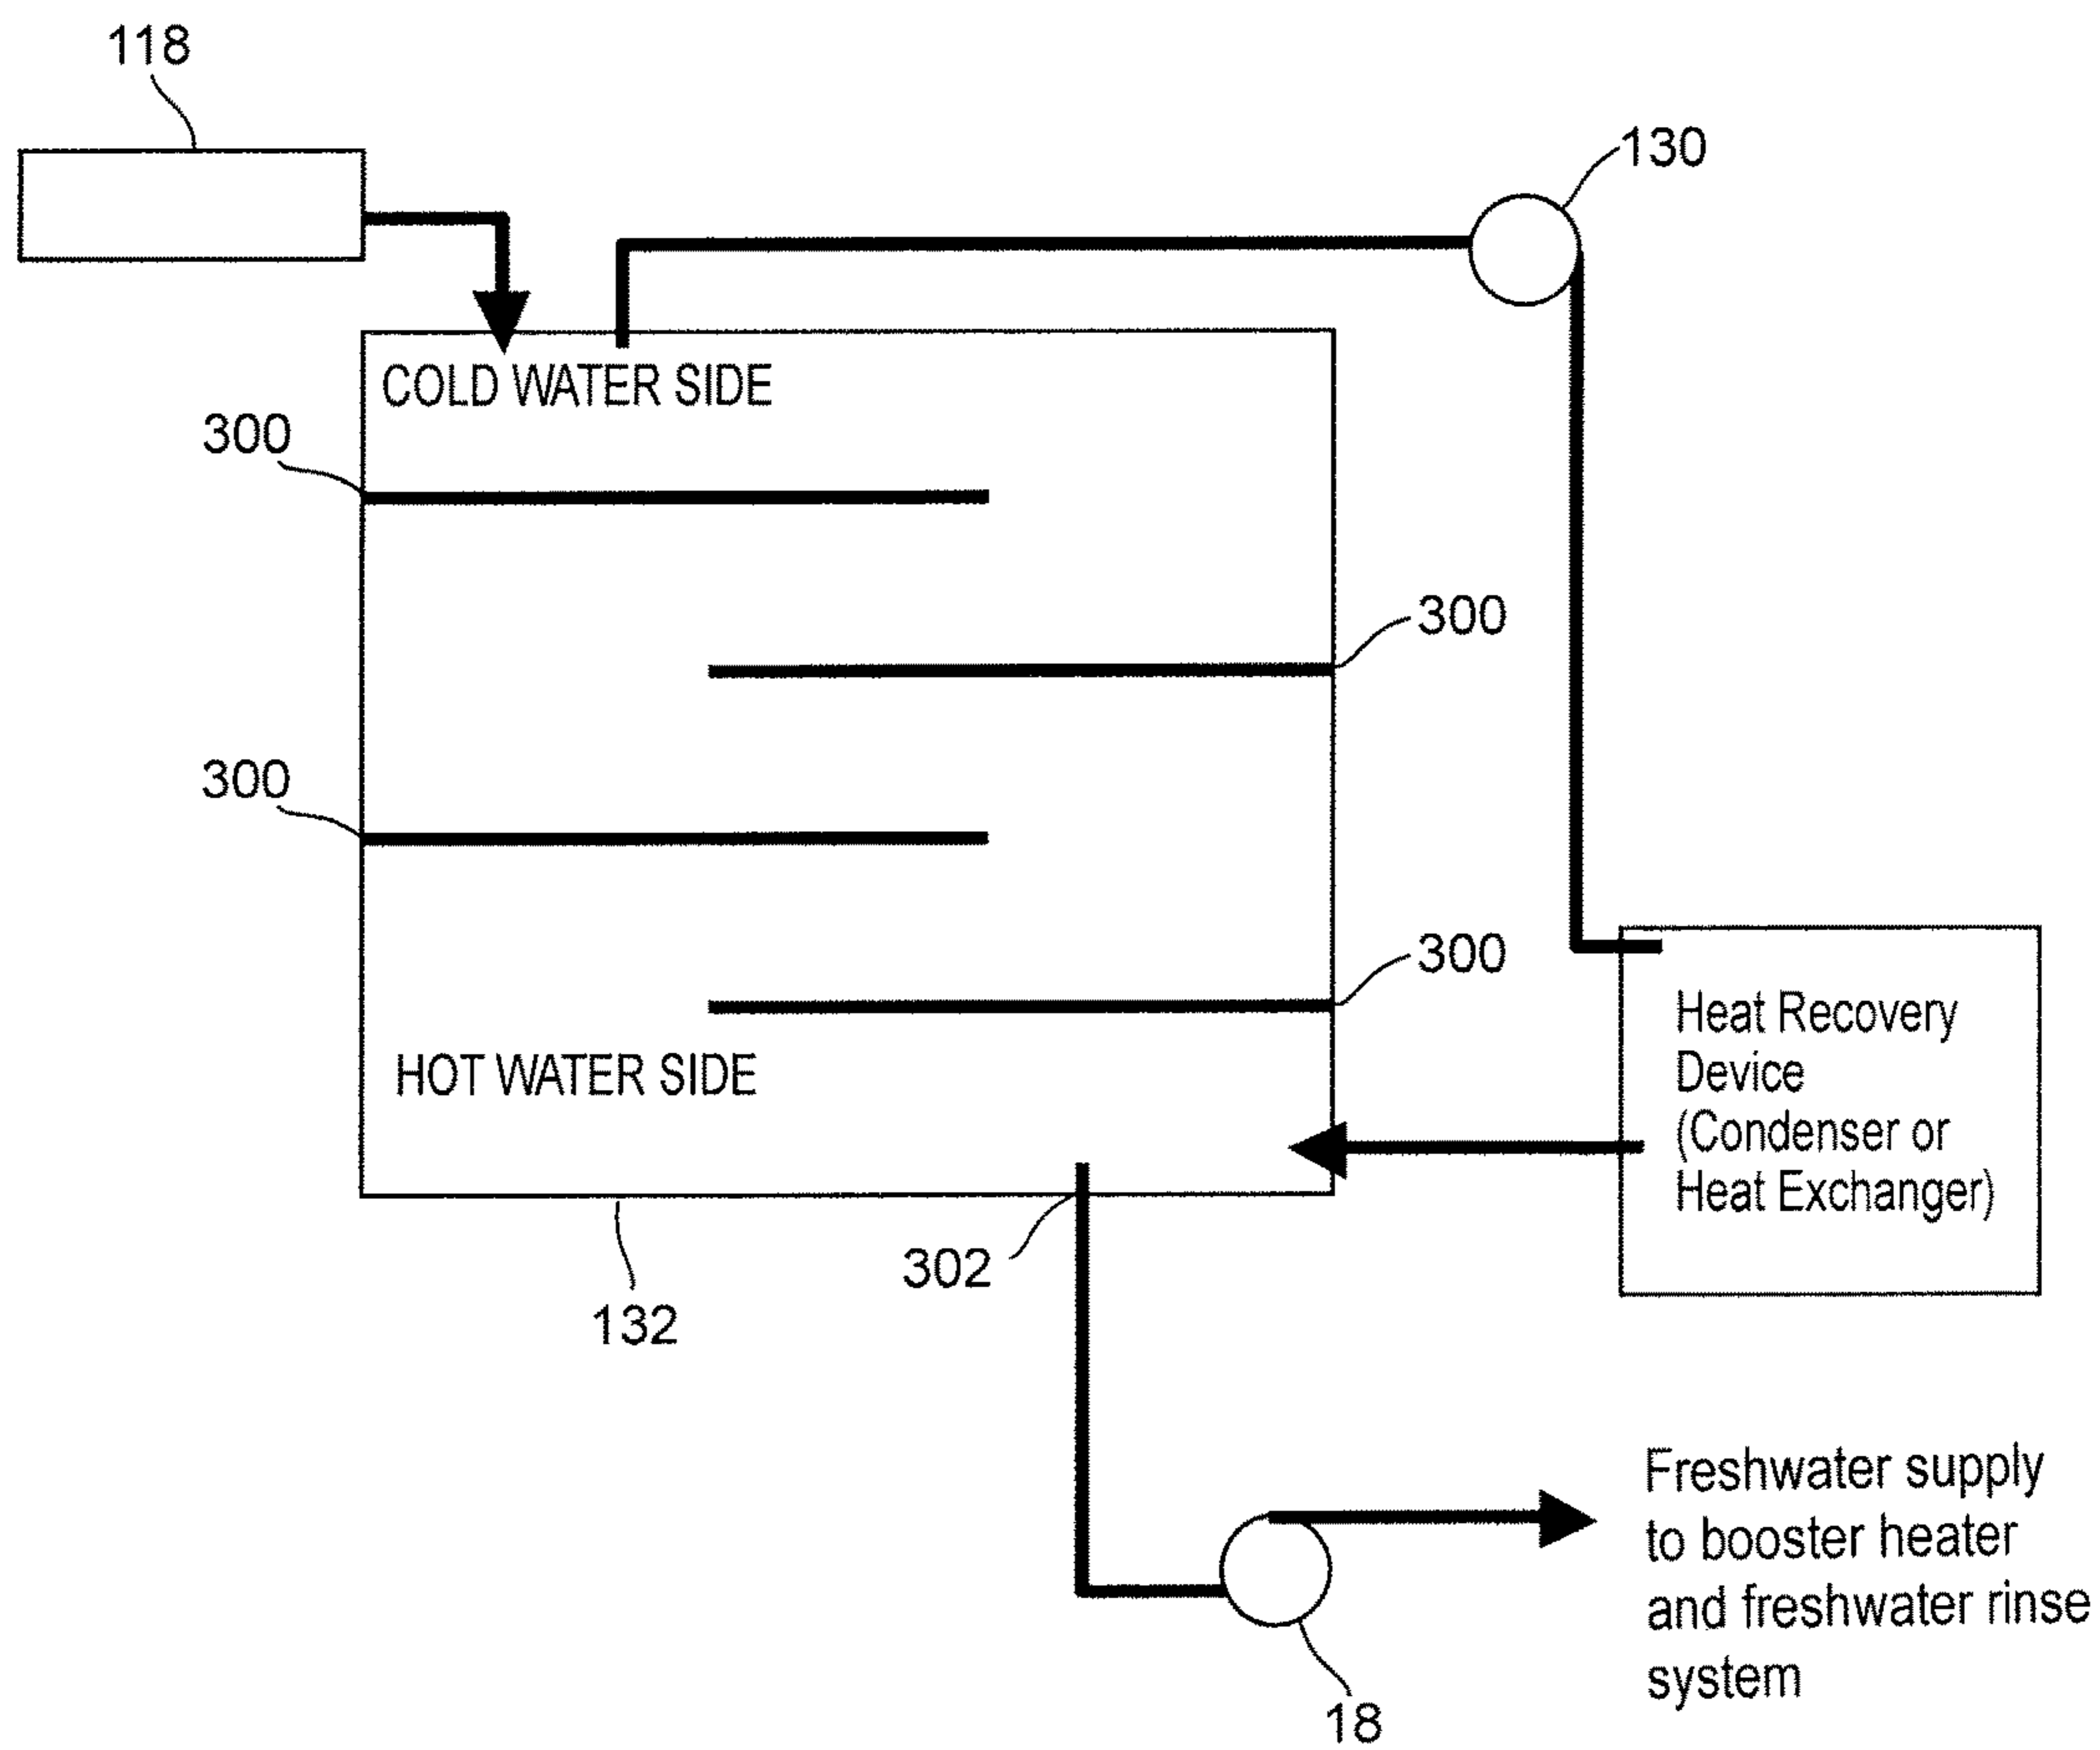 118
130
COLD WATER SIDE
300
300
300
300
Heat Recovery
Device
(Condenser or
Heat Exchanger)
HOT WATER SIDE
302
132
Freshwater supply
to booster heater
and freshwater rinse
system
18